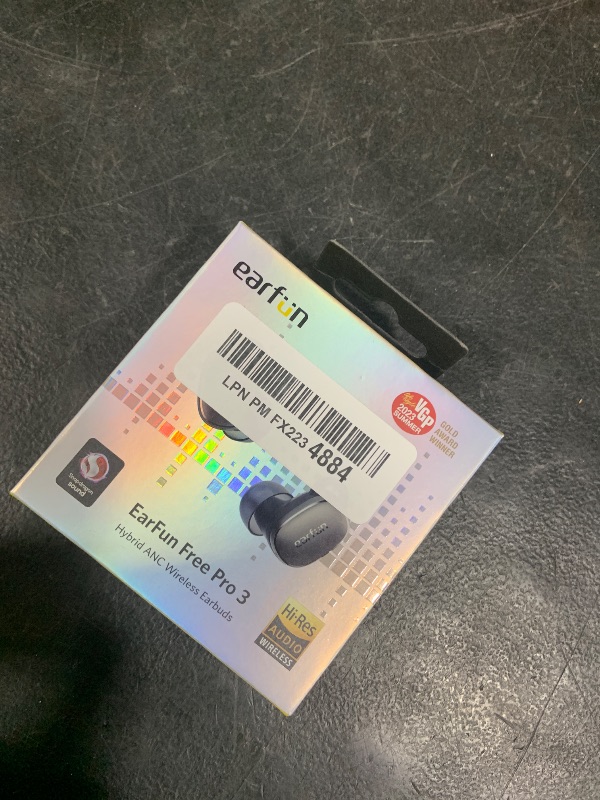 earfun
LPN PM FX223 4884
2023
SUMMER
VGP
GOLD
AWARD
WINNER
Snapdragon
sound
earfun
EarFun Free Pro 3
Hybrid ANC Wireless Earbuds
Hi-Res
AUDIO
WIRELESS